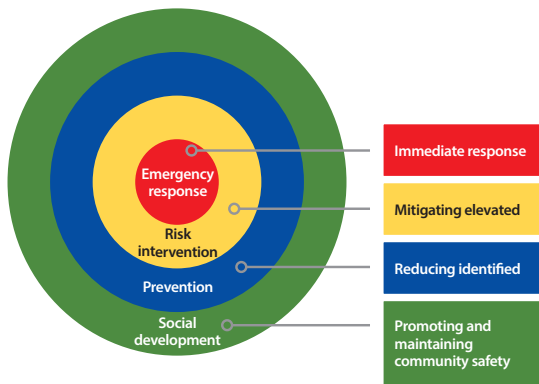 Emergency
response
Risk
intervention
Prevention
Social
development
Immediate response
Mitigating elevated
Reducing identified
Promoting and
maintaining
community safety